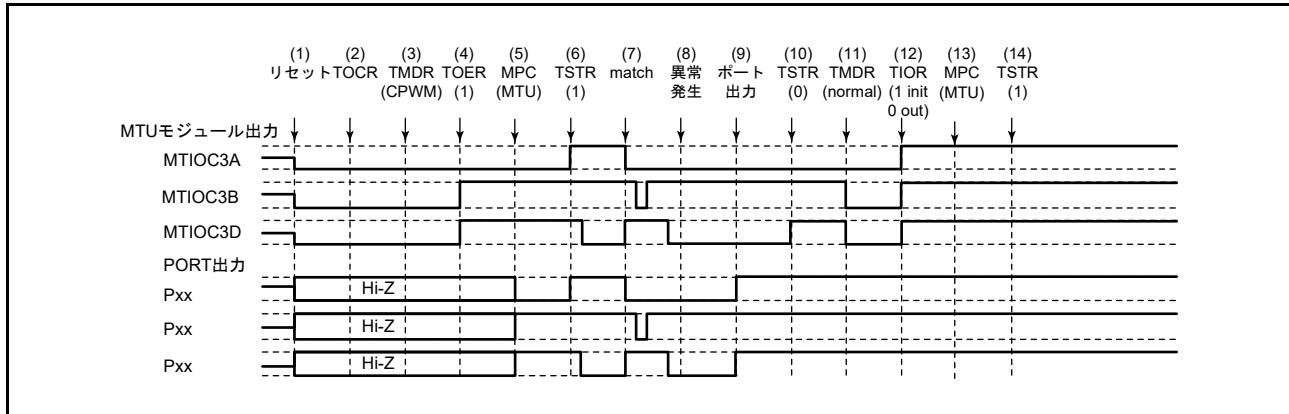 (1) (2) (3) (4) (5) (6) (7) (8) (9) (10) (11) (12) (13) (14)
リセット TOCR TMDR TOER MPC TSTR match 異常 ポート TSTR TMDR TIOR MPC TSTR
(CPWM) (1) (MTU) (1) 発生 出力 (0) (normal) (1 init (MTU) (1)
0 out)
MTUモジュール出力
MTIOC3A
MTIOC3B
MTIOC3D
PORT出力
Pxx Hi-Z
Pxx Hi-Z
Pxx Hi-Z